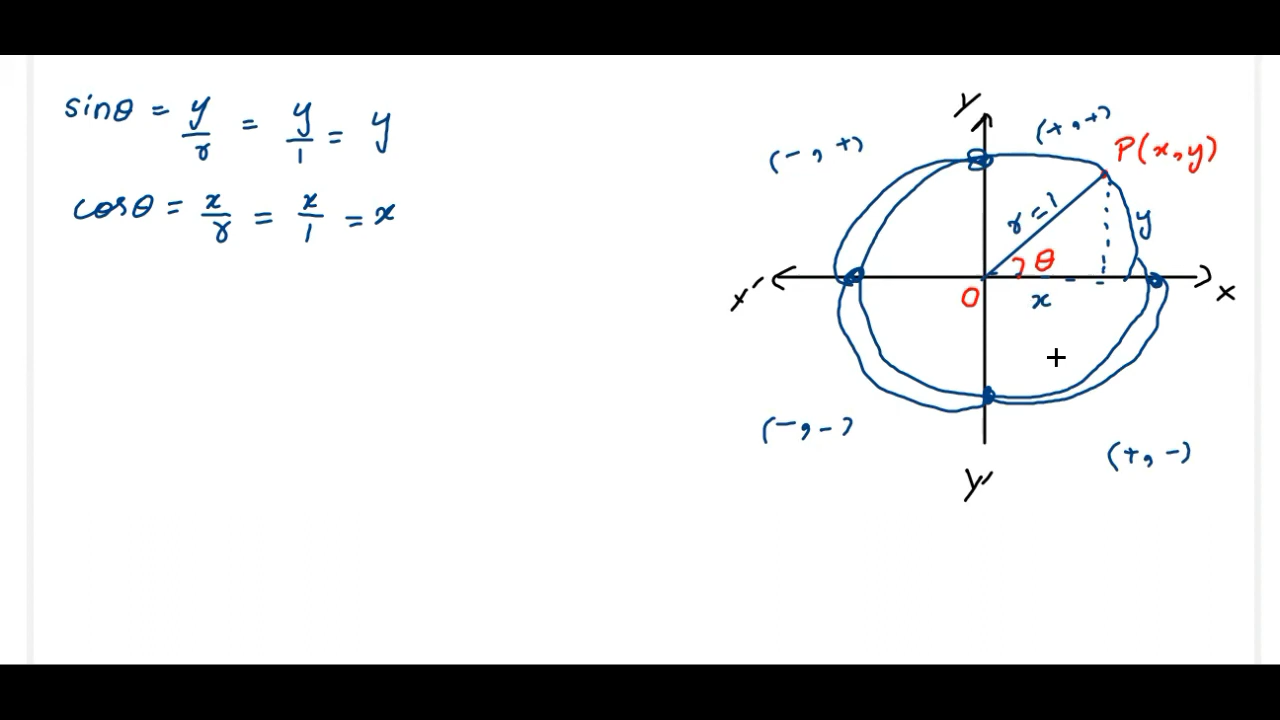 sinθ = y/r = y/1 = y
cosθ = x/r = x/1 = x
Y
(-, +)
(+, +)
P(x, y)
r = 1
y
θ
X'
O
x
X
(-, -)
(+, -)
Y'